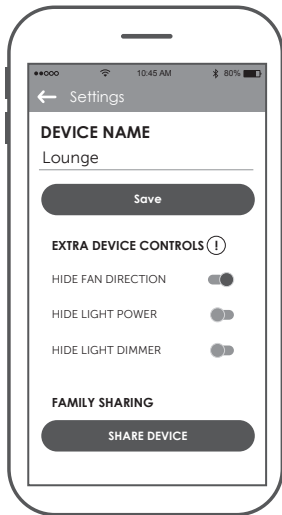 10:45 AM 80%
← Settings
DEVICE NAME
Lounge
Save
EXTRA DEVICE CONTROLS !
HIDE FAN DIRECTION
HIDE LIGHT POWER
HIDE LIGHT DIMMER
FAMILY SHARING
SHARE DEVICE